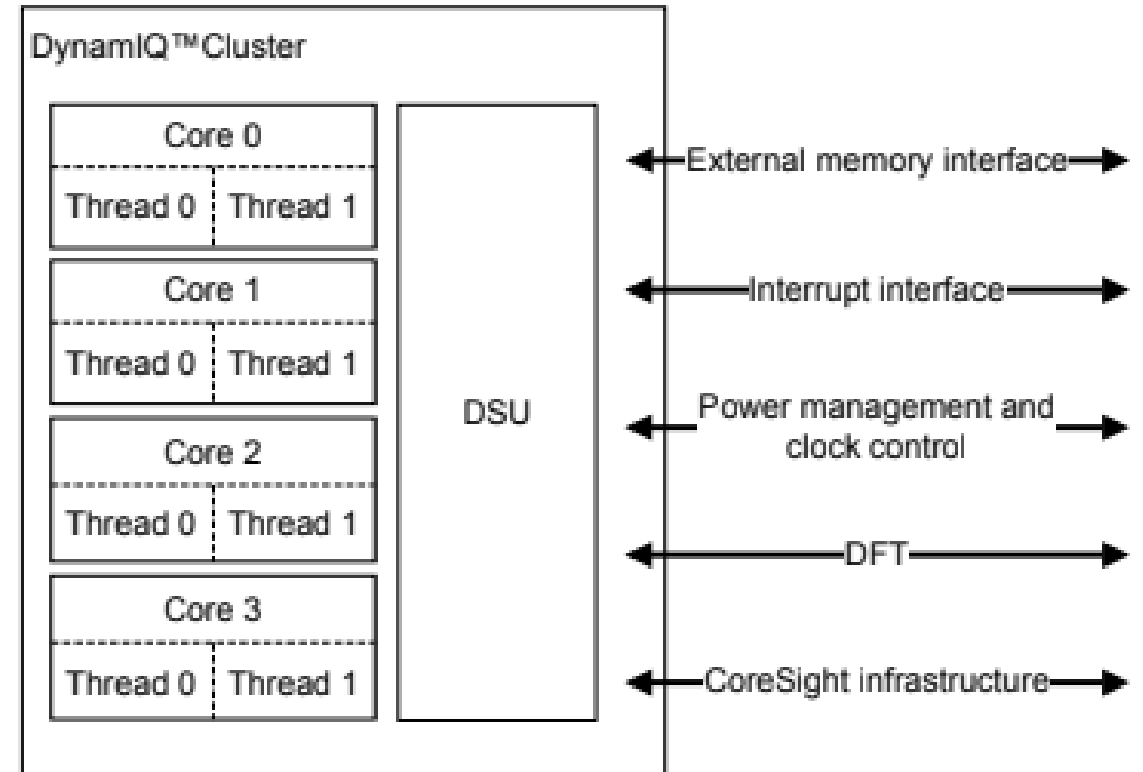 DynamIQ™Cluster
Core 0
Thread 0 Thread 1
Core 1
Thread 0 Thread 1
Core 2
Thread 0 Thread 1
Core 3
Thread 0 Thread 1
DSU
External memory interface
Interrupt interface
Power management and
clock control
DFT
CoreSight infrastructure